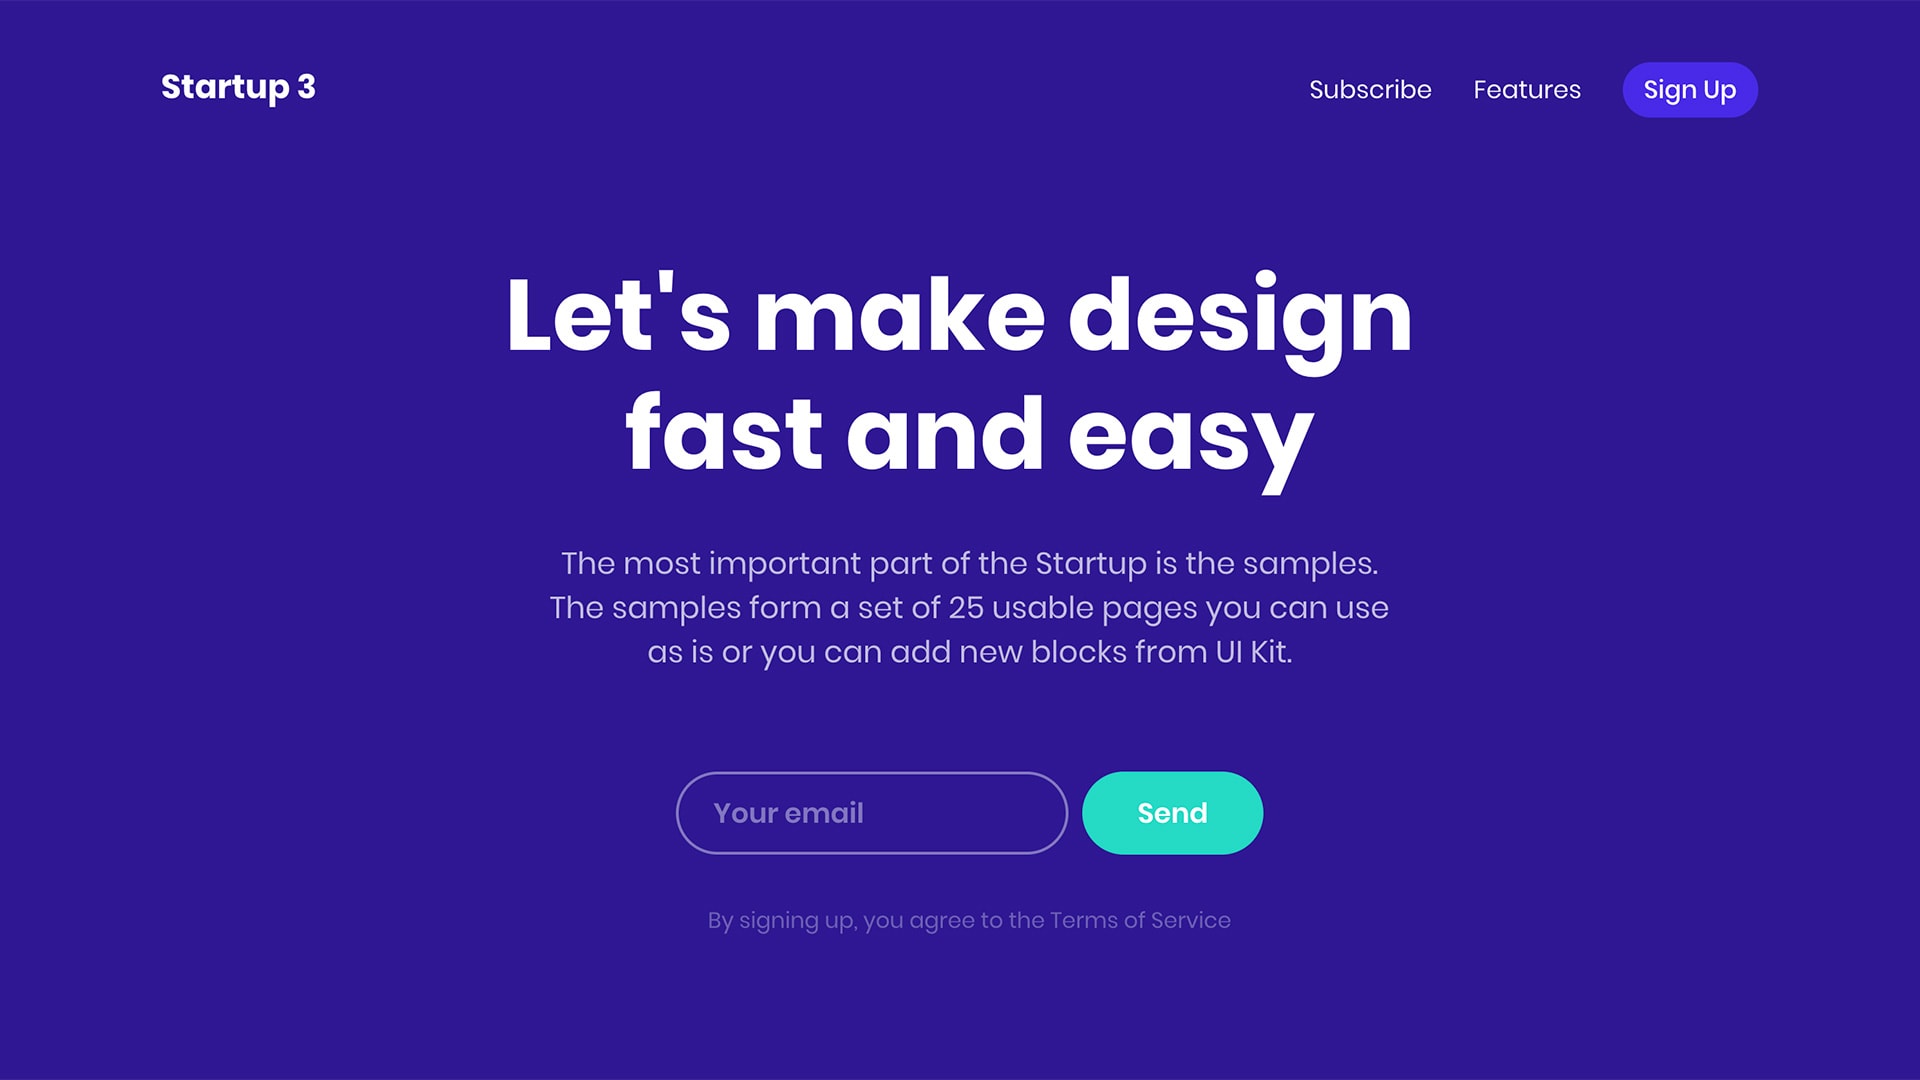 Startup 3
Subscribe
Features
Sign Up
Let's make design
fast and easy
The most important part of the Startup is the samples.
The samples form a set of 25 usable pages you can use
as is or you can add new blocks from UI Kit.
Your email
Send
By signing up, you agree to the Terms of Service